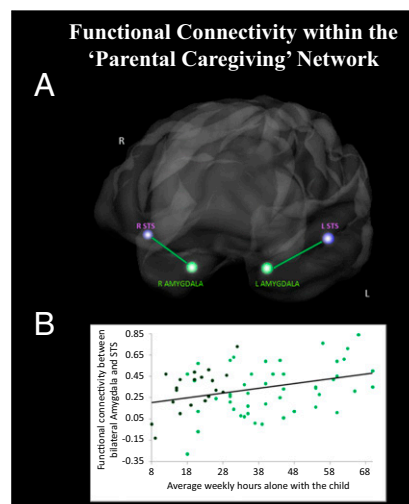 Functional Connectivity within the
‘Parental Caregiving’ Network
A
R
R STS
L STS
R AMYGDALA
L AMYGDALA
L
B
Functional connectivity between
bilateral Amygdala and STS
0.85
0.65
0.45
0.25
0.05
-0.15
-0.35
8 18 28 38 48 58 68
Average weekly hours alone with the child